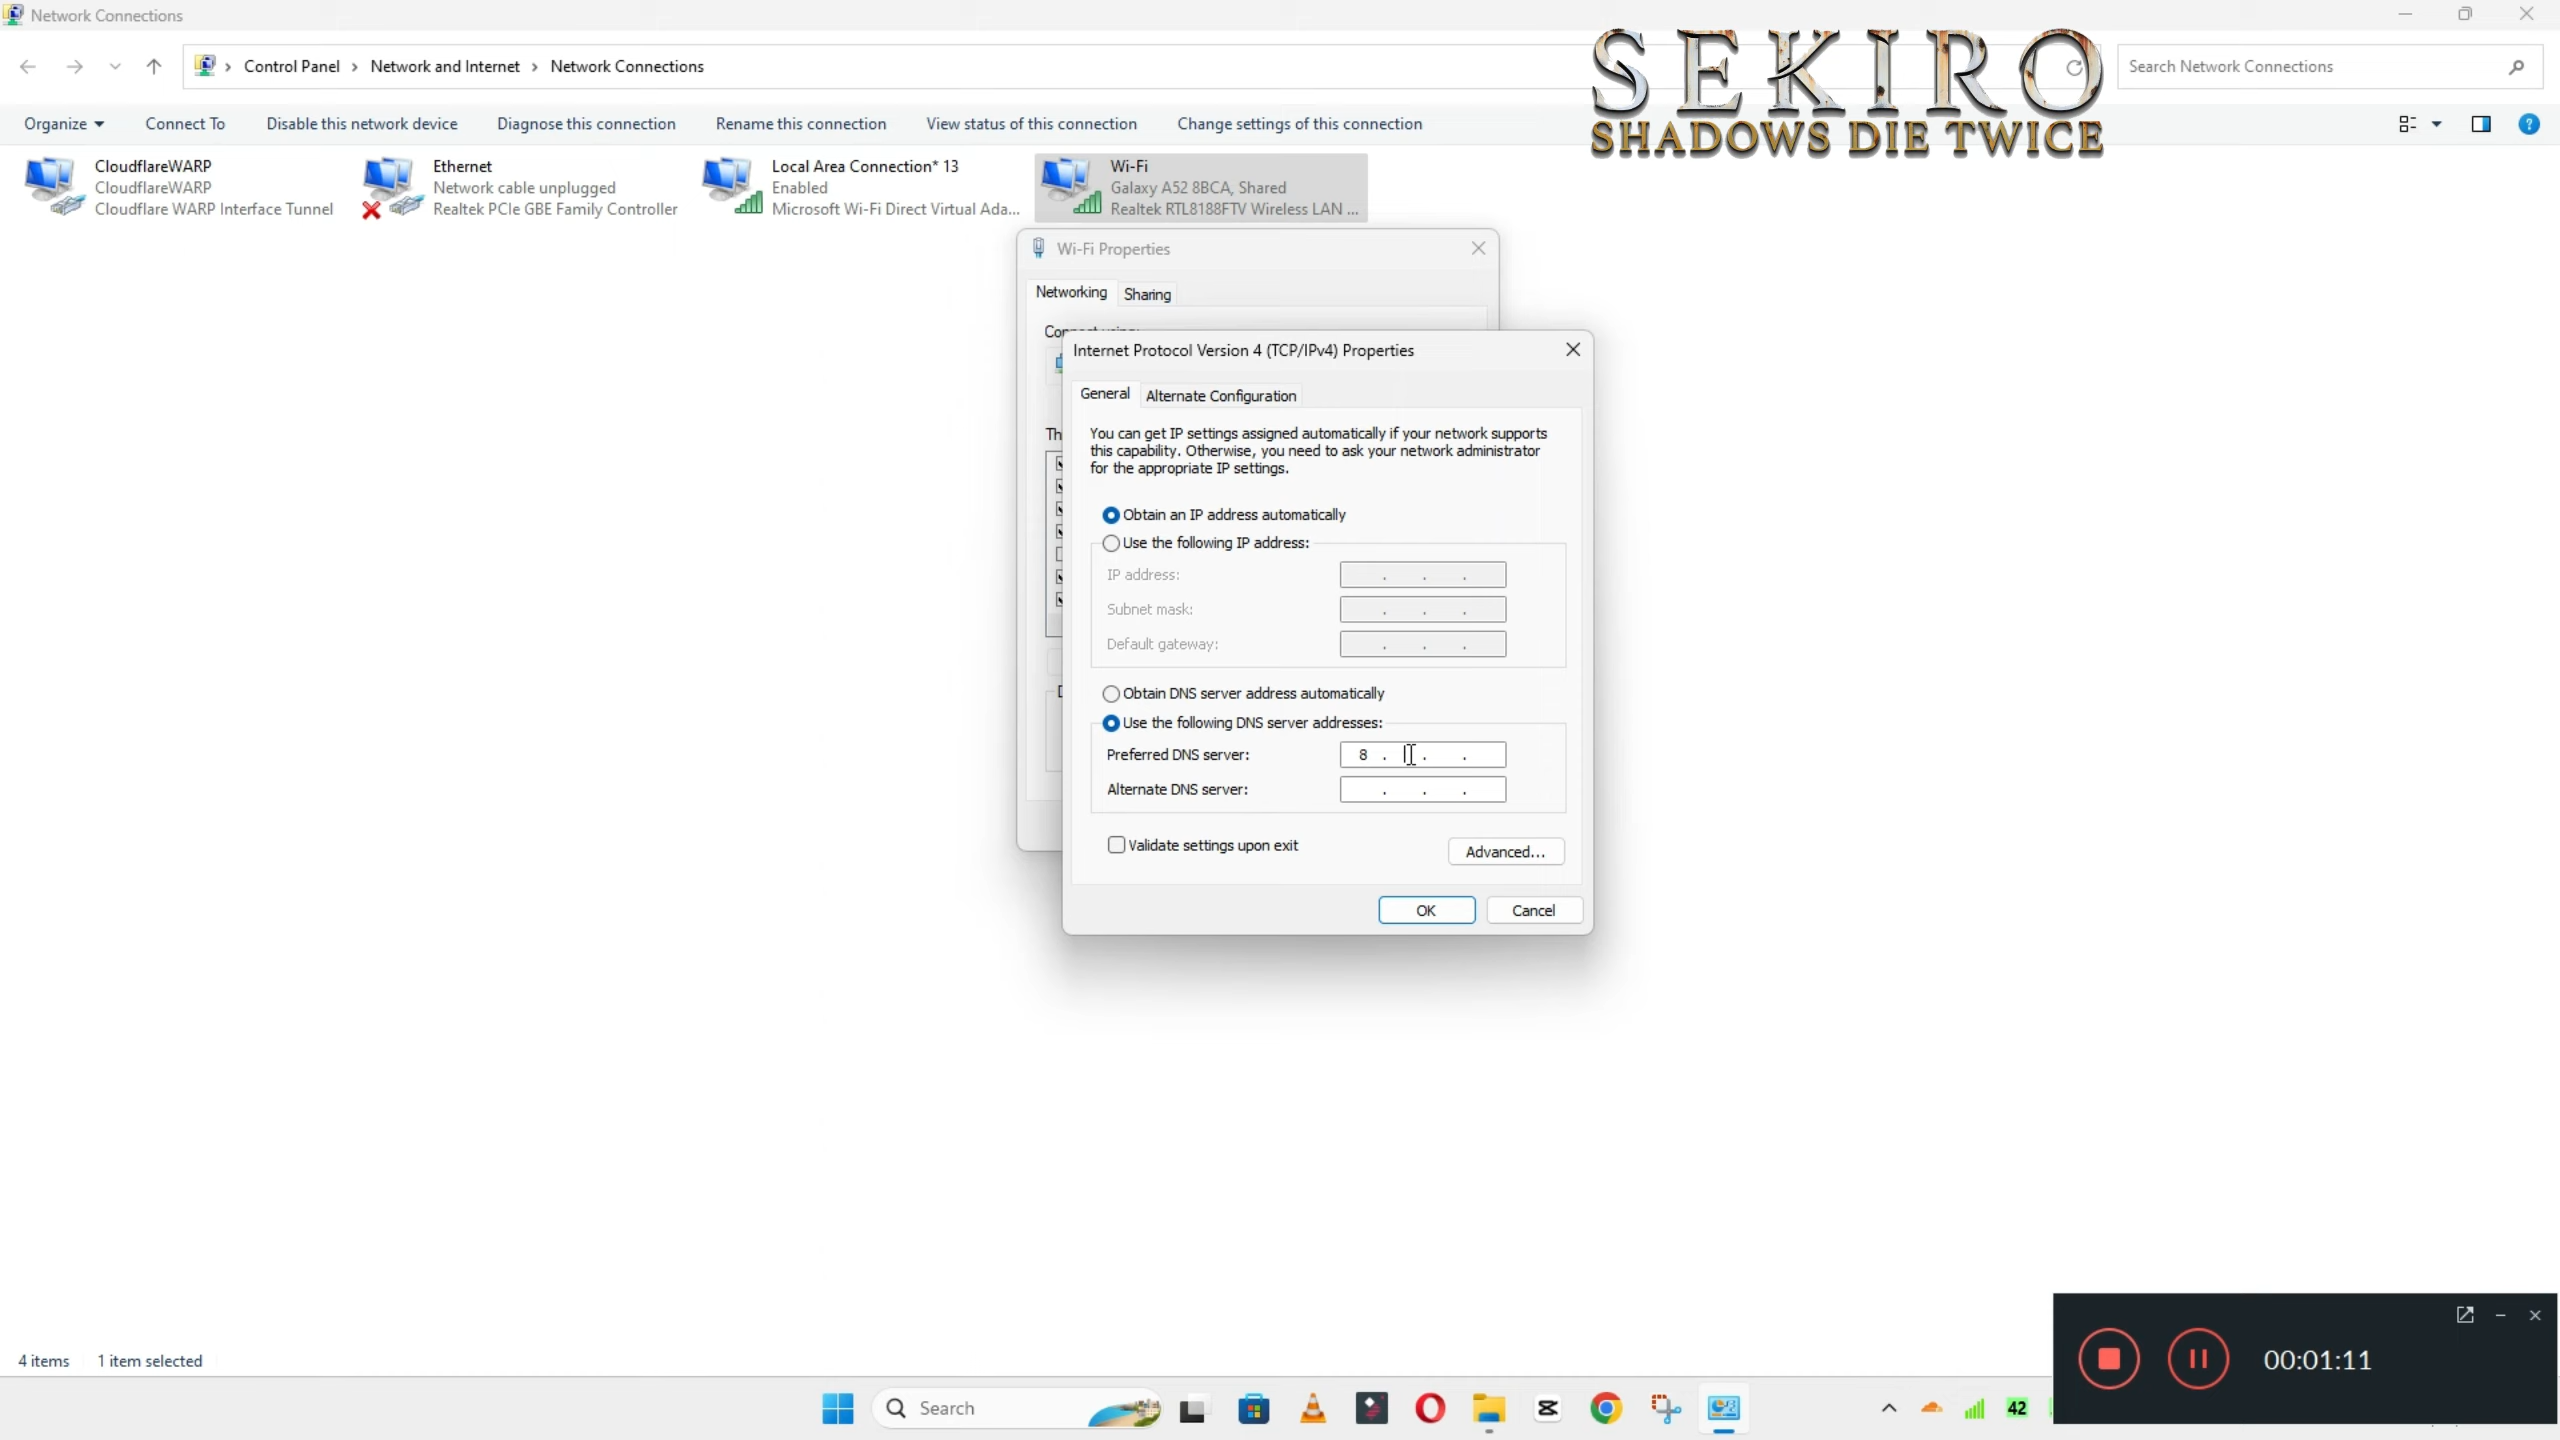 Network Connections
Control Panel > Network and Internet > Network Connections
Search Network Connections
SEKIRO
SHADOWS DIE TWICE
Organize Connect To Disable this network device Diagnose this connection Rename this connection View status of this connection Change settings of this connection
CloudflareWARP
CloudflareWARP
Cloudflare WARP Interface Tunnel
Ethernet
Network cable unplugged
Realtek PCIe GBE Family Controller
Local Area Connection* 13
Enabled
Microsoft Wi-Fi Direct Virtual Ada...
Wi-Fi
Galaxy A52 8BCA, Shared
Realtek RTL8188FTV Wireless LAN ...
Wi-Fi Properties
Networking Sharing
Internet Protocol Version 4 (TCP/IPv4) Properties
General Alternate Configuration
You can get IP settings assigned automatically if your network supports
this capability. Otherwise, you need to ask your network administrator
for the appropriate IP settings.
Obtain an IP address automatically
Use the following IP address:
IP address: . . .
Subnet mask: . . .
Default gateway: . . .
Obtain DNS server address automatically
Use the following DNS server addresses:
Preferred DNS server: 8 . . .
Alternate DNS server: . . .
Validate settings upon exit
Advanced...
OK Cancel
4 items 1 item selected
00:01:11
Search
42